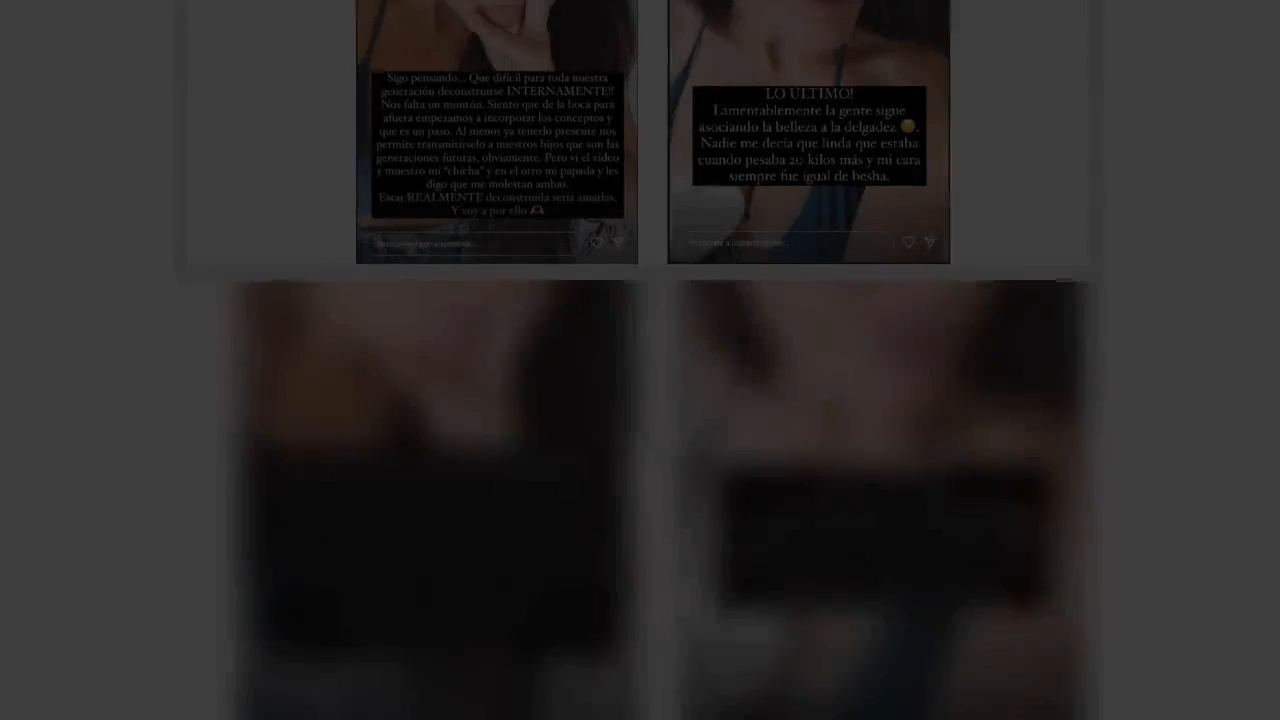 Sigo pensando... Que dificil para toda nuestra
generación deconstruirse INTERNAMENTE!!
Nos falta un montón. Siento que de la boca para
afuera empezamos a incorporar los conceptos y
que es un paso. Al menos ya tenerlo presente nos
permite transmitírselo a nuestros hijos que son las
generaciones futuras, obviamente. Pero vi el video
y muestro mi "chicha" y en el otro mi papada y les
digo que me molestan ambas.
Estar REALMENTE deconstruida sería amarlas.
Y voy a por ello 🫶
LO ÚLTIMO!
Lamentablemente la gente sigue
asociando la belleza a la delgadez 😞.
Nadie me decía que linda que estaba
cuando pesaba 20 kilos más y mi cara
siempre fue igual de besha.